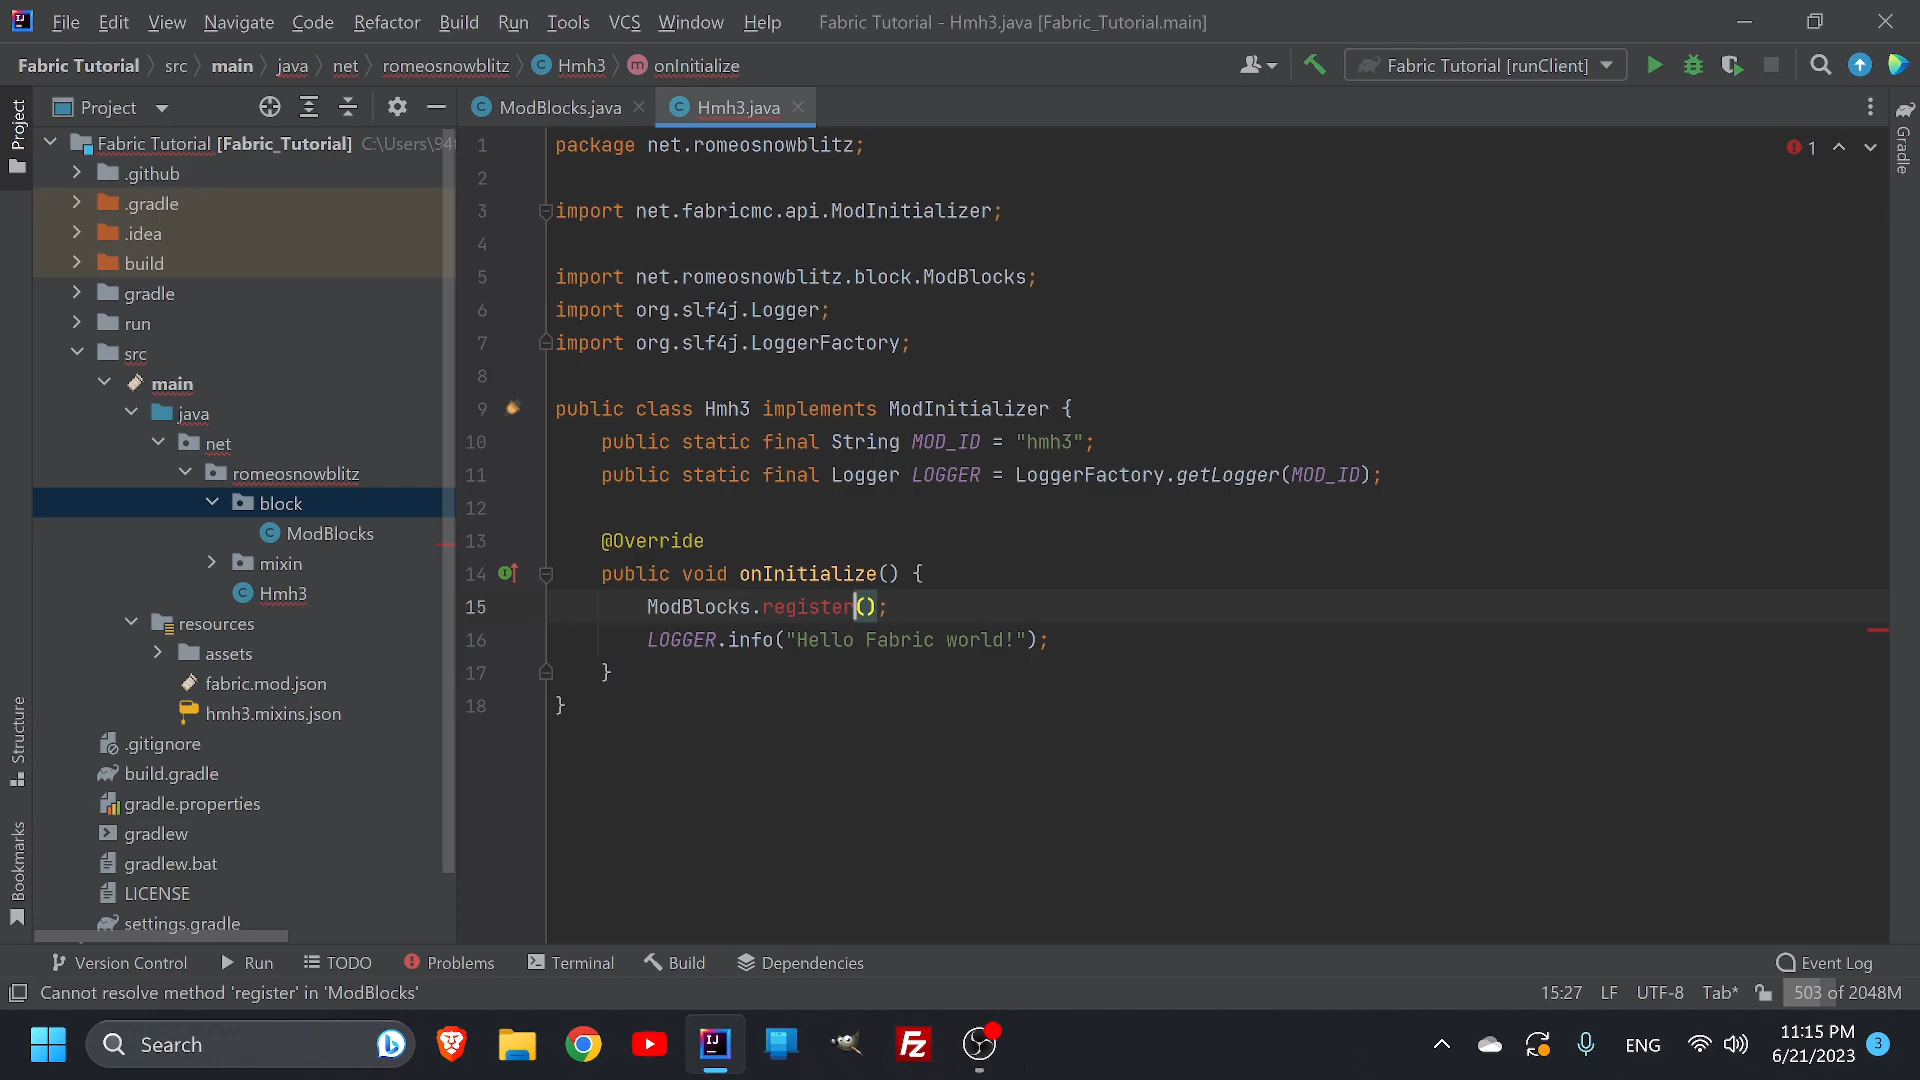 File Edit View Navigate Code Refactor Build Run Tools VCS Window Help Fabric Tutorial - Hmh3.java [Fabric_Tutorial.main]
Fabric Tutorial src main java net romeosnowblitz Hmh3 onInitialize Fabric Tutorial [runClient]
Project
Project
ModBlocks.java
Hmh3.java
Gradle
Fabric Tutorial [Fabric_Tutorial] C:\Users\94
.github
.gradle
.idea
build
gradle
run
src
main
java
net
romeosnowblitz
block
ModBlocks
mixin
Hmh3
resources
assets
fabric.mod.json
hmh3.mixins.json
.gitignore
build.gradle
gradle.properties
gradlew
gradlew.bat
LICENSE
settings.gradle
Structure
Bookmarks
1 package net.romeosnowblitz;
1
2
3 import net.fabricmc.api.ModInitializer;
4
5 import net.romeosnowblitz.block.ModBlocks;
6 import org.slf4j.Logger;
7 import org.slf4j.LoggerFactory;
8
9 public class Hmh3 implements ModInitializer {
10 public static final String MOD_ID = "hmh3";
11 public static final Logger LOGGER = LoggerFactory.getLogger(MOD_ID);
12
13 @Override
14 public void onInitialize() {
15 ModBlocks.register();
16 LOGGER.info("Hello Fabric world!");
17 }
18 }
Version Control Run TODO Problems Terminal Build Dependencies Event Log
Cannot resolve method 'register' in 'ModBlocks' 15:27 LF UTF-8 Tab* 503 of 2048M
Search
ENG
11:15 PM
6/21/2023
3